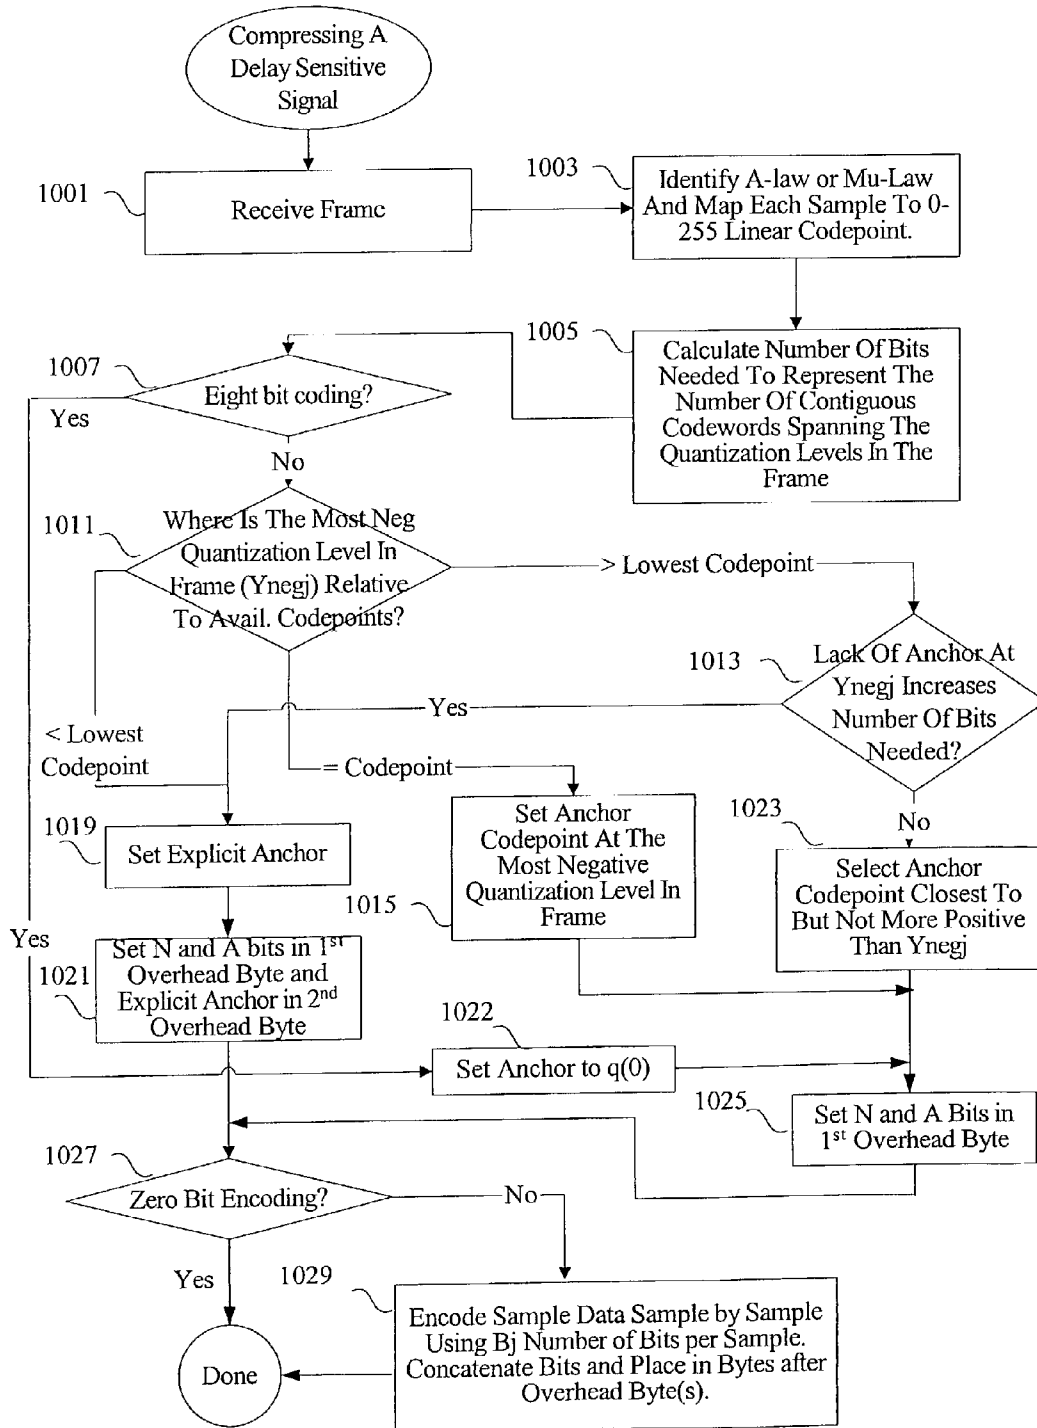 Compressing A
Delay Sensitive
Signal
1001
Receive Frame
1003
Identify A-law or Mu-Law
And Map Each Sample To 0-
255 Linear Codepoint.
1005
Calculate Number Of Bits
Needed To Represent The
Number Of Contiguous
Codewords Spanning The
Quantization Levels In The
Frame
1007
Eight bit coding?
Yes
No
1011
Where Is The Most Neg
Quantization Level In
Frame (Ynegj) Relative
To Avail. Codepoints?
> Lowest Codepoint
1013
Lack Of Anchor At
Ynegj Increases
Number Of Bits
Needed?
Yes
< Lowest
Codepoint
= Codepoint
No
1019
Set Explicit Anchor
1015
Set Anchor
Codepoint At The
Most Negative
Quantization Level In
Frame
1023
Select Anchor
Codepoint Closest To
But Not More Positive
Than Ynegj
Yes
1021
Set N and A bits in 1st
Overhead Byte and
Explicit Anchor in 2nd
Overhead Byte
1022
Set Anchor to q(0)
1025
Set N and A Bits in
1st Overhead Byte
1027
Zero Bit Encoding?
No
Yes
1029
Encode Sample Data Sample by Sample
Using Bj Number of Bits per Sample.
Concatenate Bits and Place in Bytes after
Overhead Byte(s).
Done